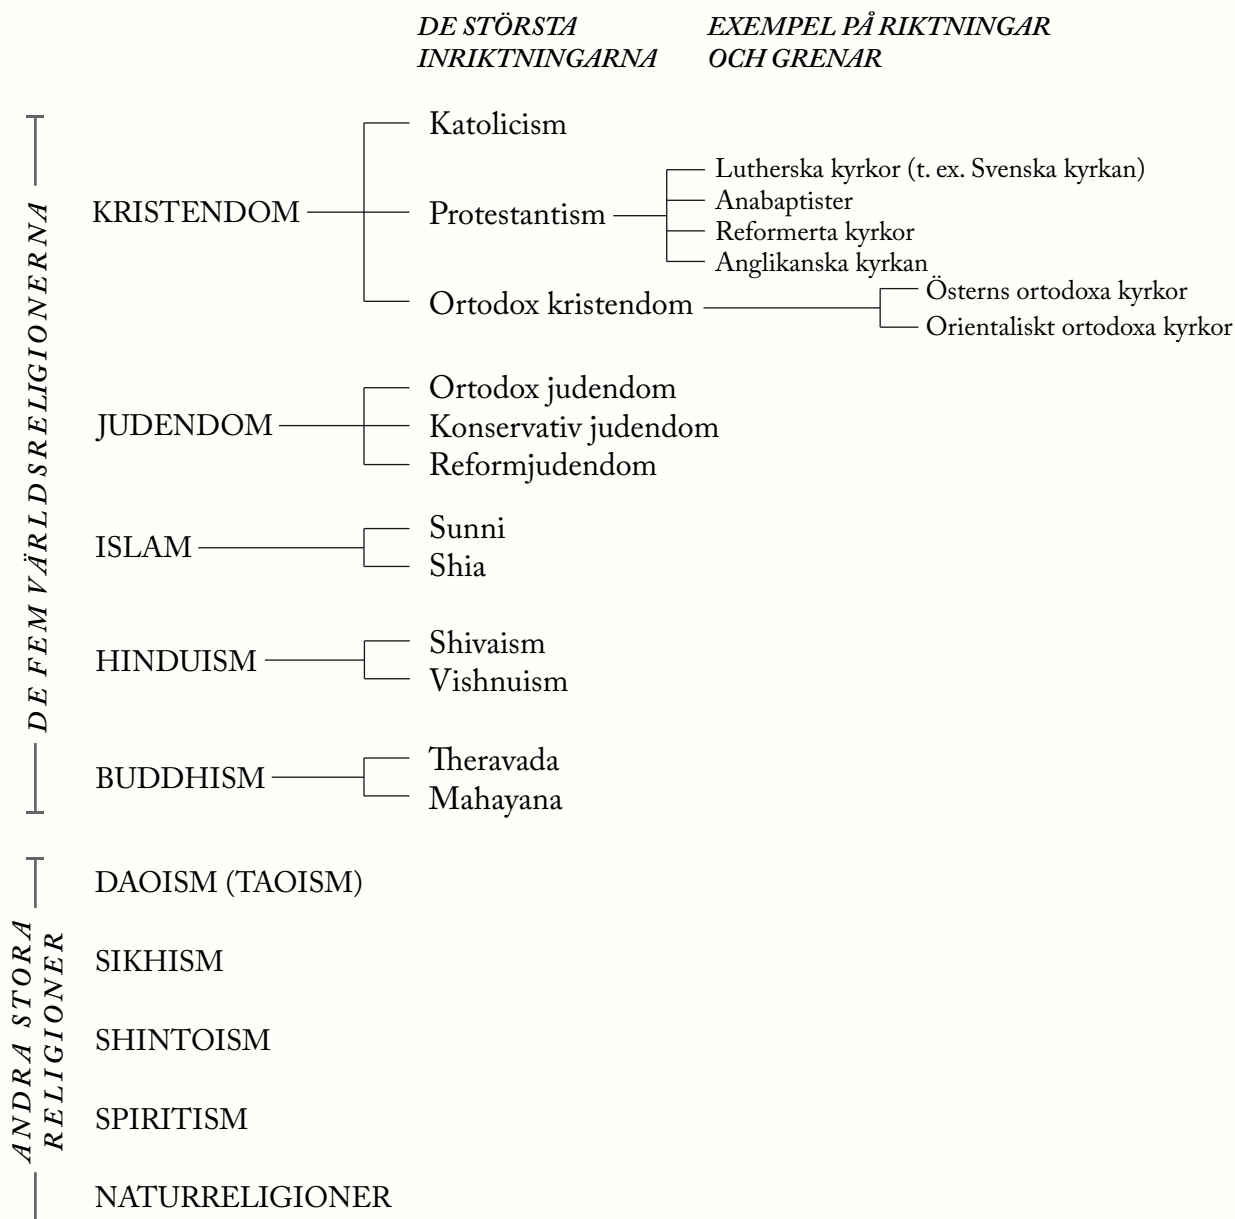 DE STÖRSTA
INRIKTNINGARNA
EXEMPEL PÅ RIKTNINGAR
OCH GRENAR
DE FEM VÄRLDSRELIGIONERNA
KRISTENDOM
Katolicism
Protestantism
Lutherska kyrkor (t. ex. Svenska kyrkan)
Anabaptister
Reformerta kyrkor
Anglikanska kyrkan
Ortodox kristendom
Österns ortodoxa kyrkor
Orientaliskt ortodoxa kyrkor
JUDENDOM
Ortodox judendom
Konservativ judendom
Reformjudendom
ISLAM
Sunni
Shia
HINDUISM
Shivaism
Vishnuism
BUDDHISM
Theravada
Mahayana
ANDRA STORA
RELIGIONER
DAOISM (TAOISM)
SIKHISM
SHINTOISM
SPIRITISM
NATURRELIGIONER